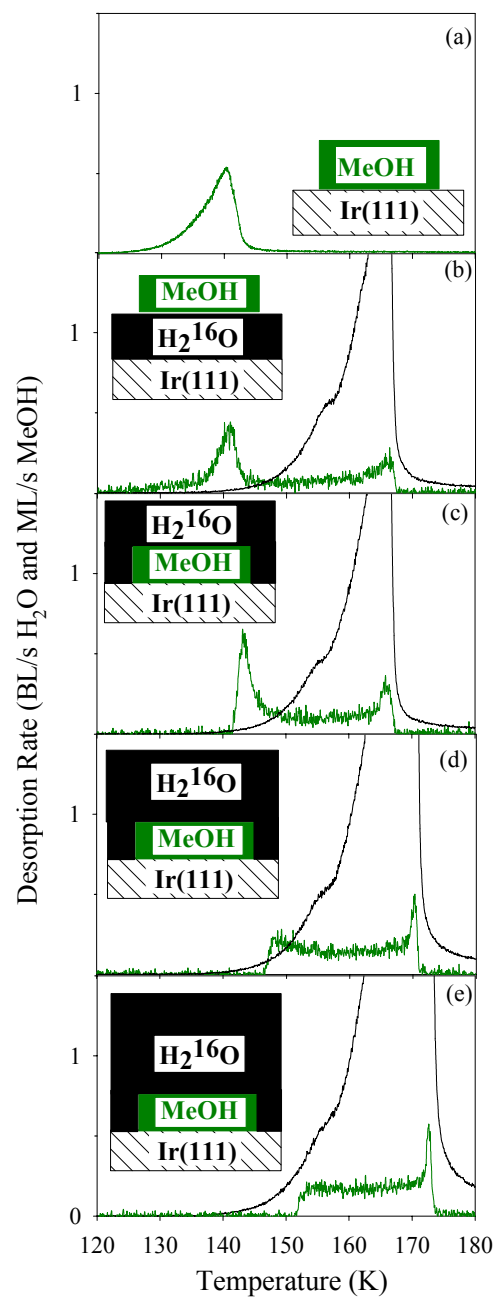 (a)
1
MeOH
Ir(111)
(b)
1
MeOH
H₂¹⁶O
Ir(111)
(c)
H₂¹⁶O
1
MeOH
Ir(111)
(d)
H₂¹⁶O
1
MeOH
Ir(111)
(e)
H₂¹⁶O
1
MeOH
Ir(111)
0
120 130 140 150 160 170 180
Temperature (K)
Desorption Rate (BL/s H₂O and ML/s MeOH)